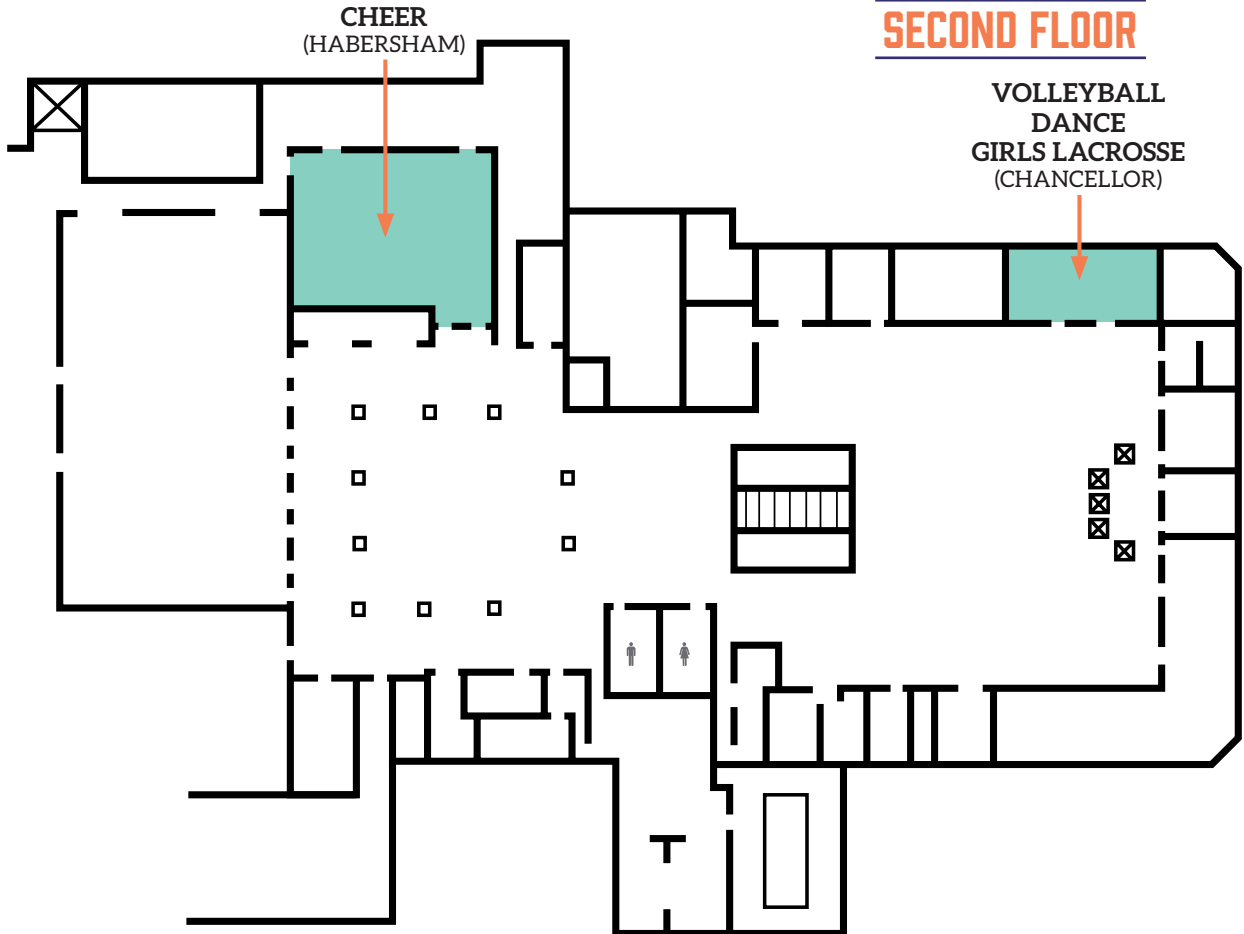 CHEER
(HABERSHAM)
SECOND FLOOR
VOLLEYBALL
DANCE
GIRLS LACROSSE
(CHANCELLOR)